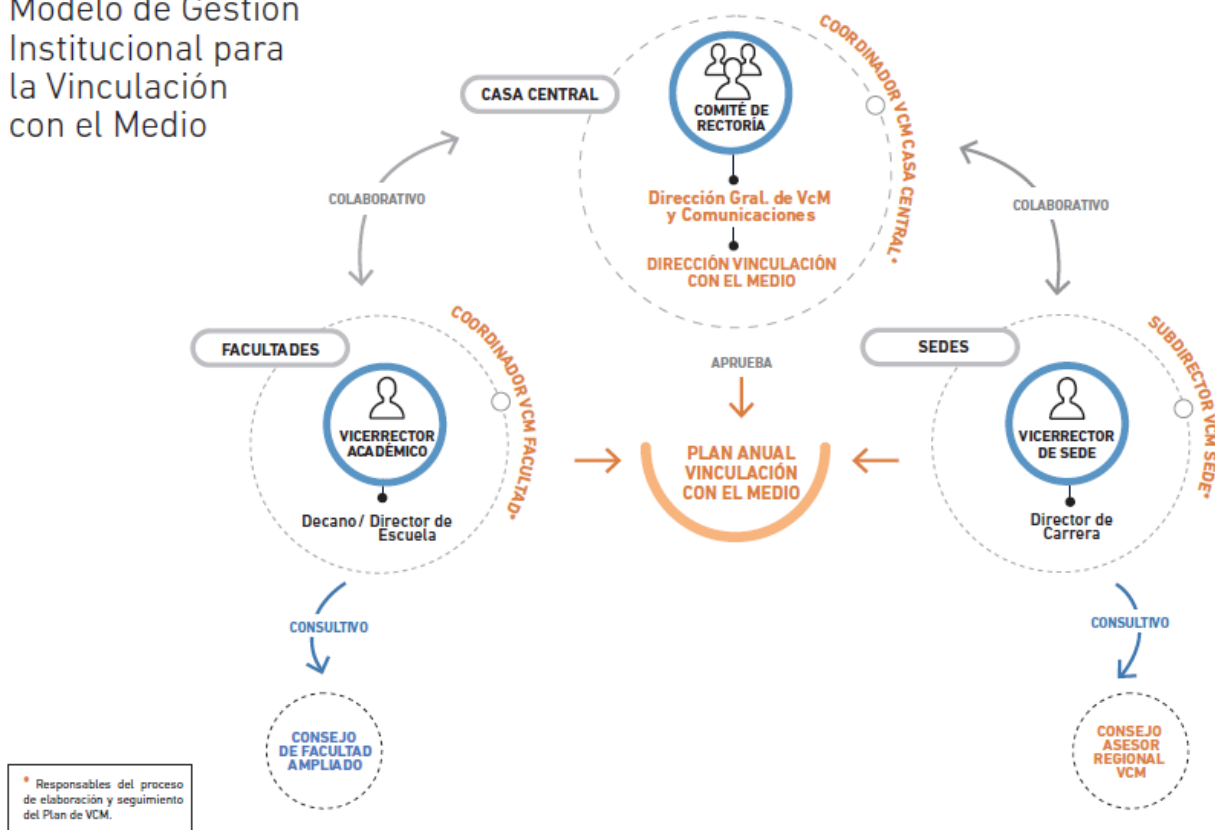 Modelo de Gestión
Institucional para
la Vinculación
con el Medio
CASA CENTRAL
COMITÉ DE
RECTORÍA
COORDINADOR VCM CASA CENTRAL*
Dirección Gral. de VcM
y Comunicaciones
DIRECCIÓN VINCULACIÓN
CON EL MEDIO
COLABORATIVO
COLABORATIVO
FACULTADES
COORDINADOR VCM FACULTAD*
VICERRECTOR
ACADÉMICO
Decano/ Director de
Escuela
APRUEBA
PLAN ANUAL
VINCULACIÓN
CON EL MEDIO
SEDES
SUBDIRECTOR VCM SEDE*
VICERRECTOR
DE SEDE
Director de
Carrera
CONSULTIVO
CONSULTIVO
CONSEJO
DE FACULTAD
AMPLIADO
CONSEJO
ASESOR
REGIONAL
VCM
* Responsables del proceso
de elaboración y seguimiento
del Plan de VCM.